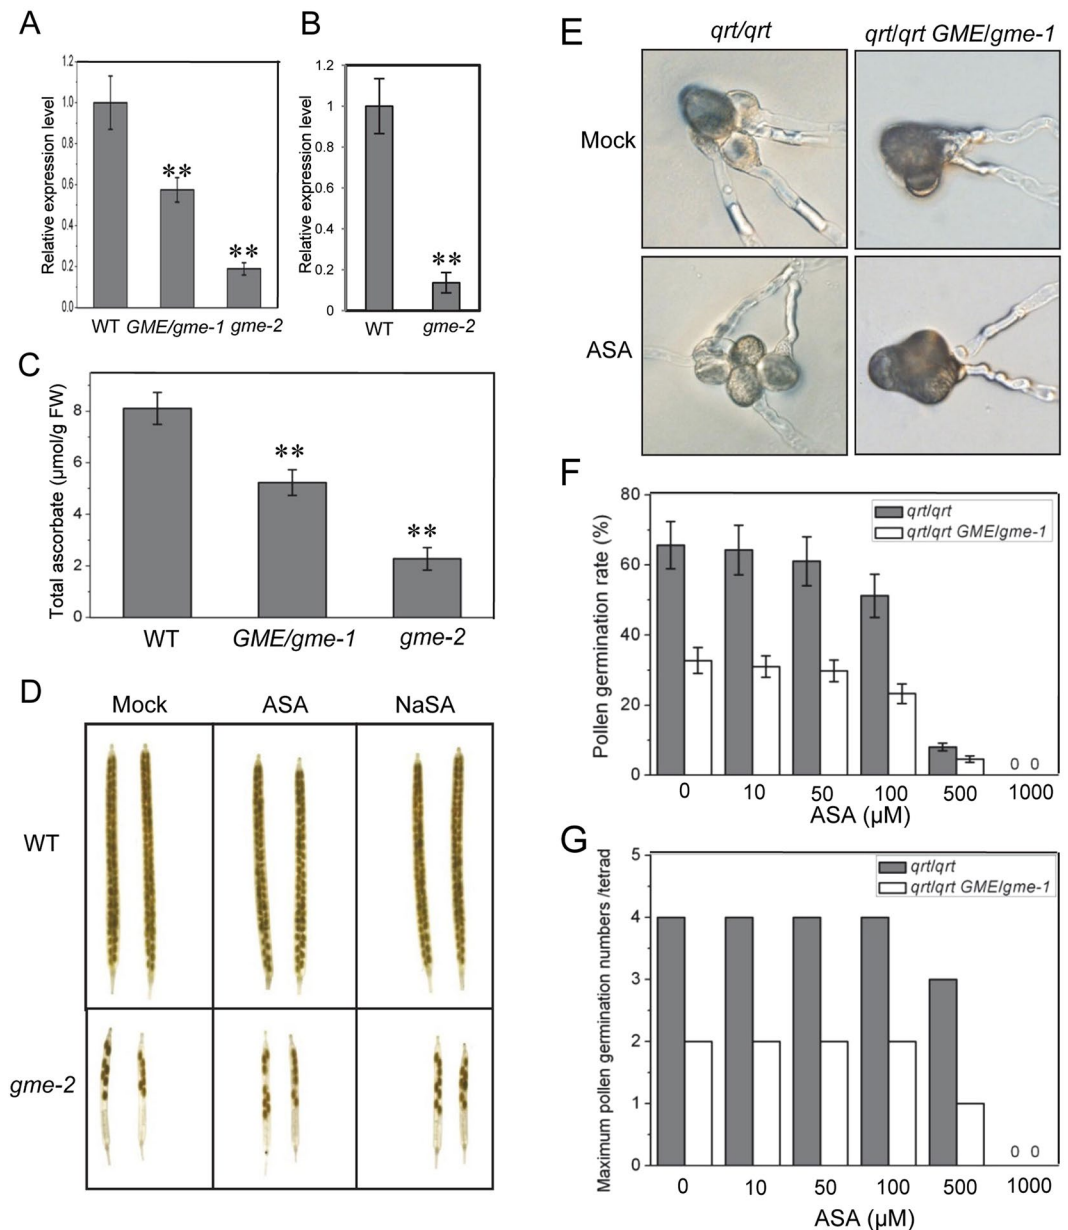 A
Relative expression level
1.2
1.0
0.8
0.6
0.4
0.2
0.0
**
**
WT GME/gme-1 gme-2
B
Relative expression level
1.2
1
0.8
0.6
0.4
0.2
0
**
WT gme-2
C
Total ascorbate (µmol/g FW)
8
6
4
2
0
**
**
WT GME/gme-1 gme-2
D
Mock ASA NaSA
WT
gme-2
E
qrt/qrt qrt/qrt GME/gme-1
Mock
ASA
F
Pollen germination rate (%)
80
60
40
20
0
qrt/qrt
qrt/qrt GME/gme-1
0 0
0 10 50 100 500 1000
ASA (µM)
G
Maximum pollen germination numbers /tetrad
5
4
3
2
1
0
qrt/qrt
qrt/qrt GME/gme-1
0 0
0 10 50 100 500 1000
ASA (µM)